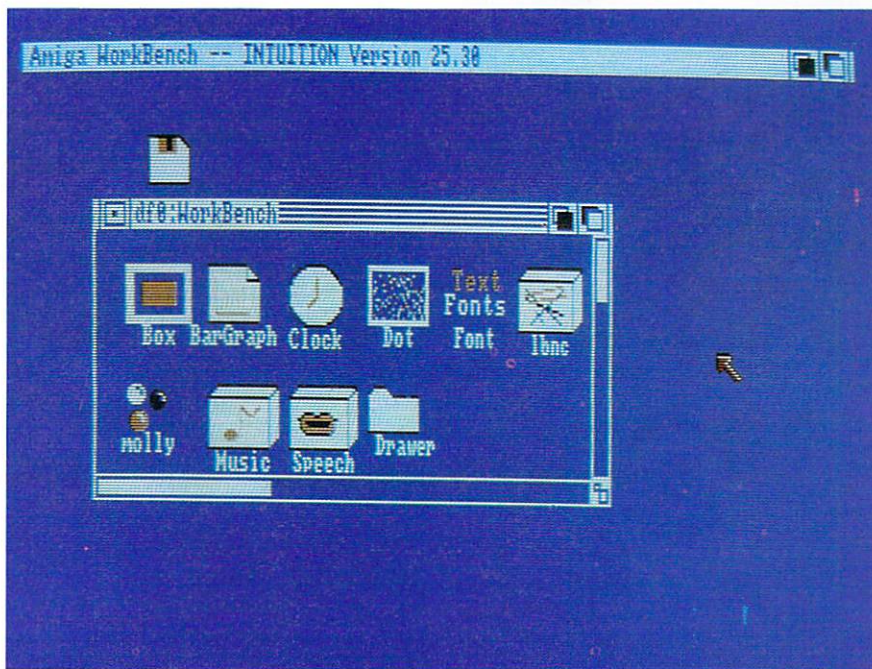 Amiga WorkBench -- INTUITION Version 25.30
df0:WorkBench
Text
Fonts
Box BarGraph Clock Dot Font lbnc
molly Music Speech Drawer